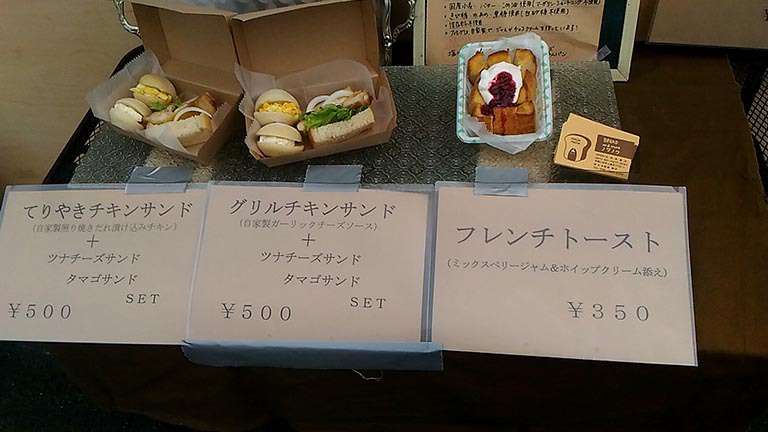 てりやきチキンサンド
(自家製照り焼きだれ漬け込みチキン)
＋
ツナチーズサンド
タマゴサンド
SET
￥500
グリルチキンサンド
(自家製ガーリックチーズソース)
＋
ツナチーズサンド
タマゴサンド
SET
￥500
フレンチトースト
(ミックスベリージャム＆ホイップクリーム添え)
￥350